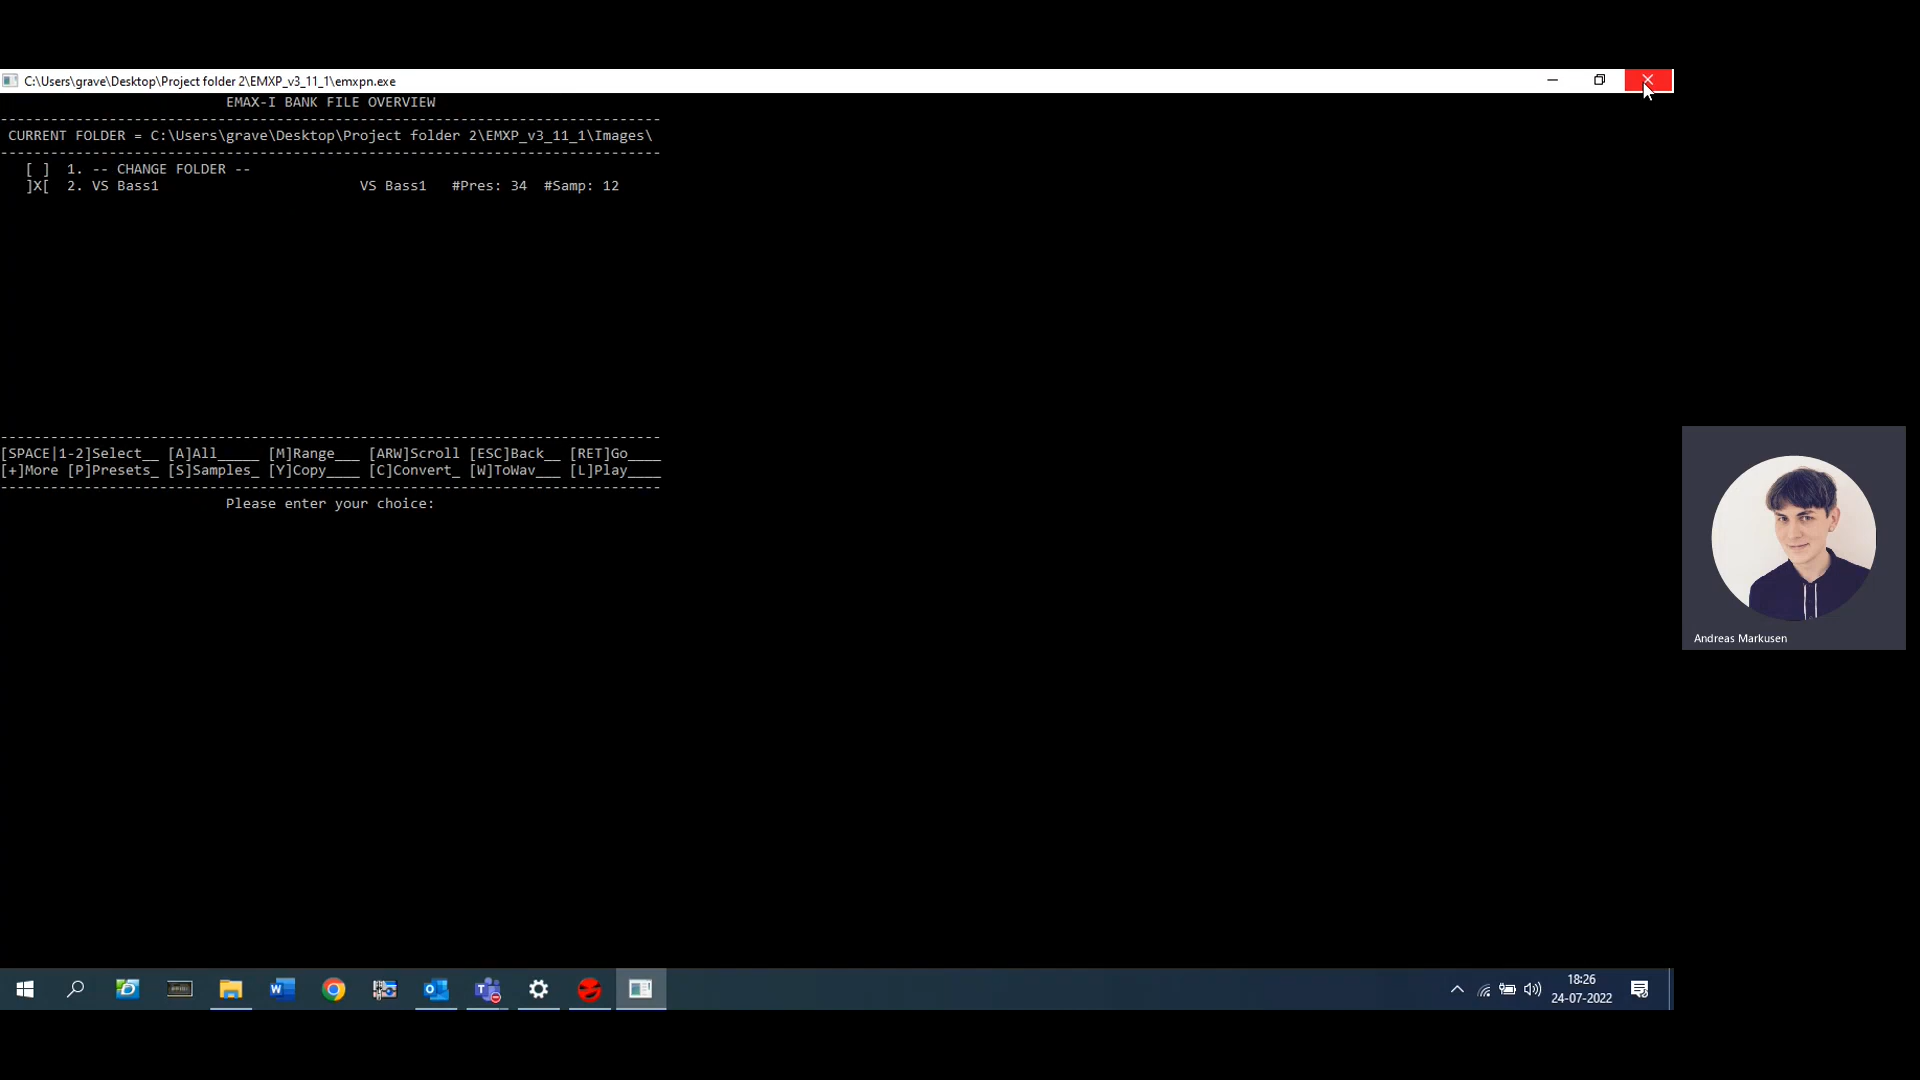 C:\Users\grave\Desktop\Project folder 2\EMXP_v3_11_1\emxpn.exe
EMAX-I BANK FILE OVERVIEW
-------------------------------------------------------------------------------
CURRENT FOLDER = C:\Users\grave\Desktop\Project folder 2\EMXP_v3_11_1\Images\
-------------------------------------------------------------------------------
[ ]  1. -- CHANGE FOLDER --
]X[  2. VS Bass1                        VS Bass1   #Pres: 34  #Samp: 12
-------------------------------------------------------------------------------
[SPACE|1-2]Select__ [A]All_____ [M]Range___ [ARW]Scroll [ESC]Back__ [RET]Go____
[+]More [P]Presets_ [S]Samples_ [Y]Copy____ [C]Convert_ [W]ToWav___ [L]Play____
-------------------------------------------------------------------------------
Please enter your choice:
Andreas Markusen
18:26
24-07-2022